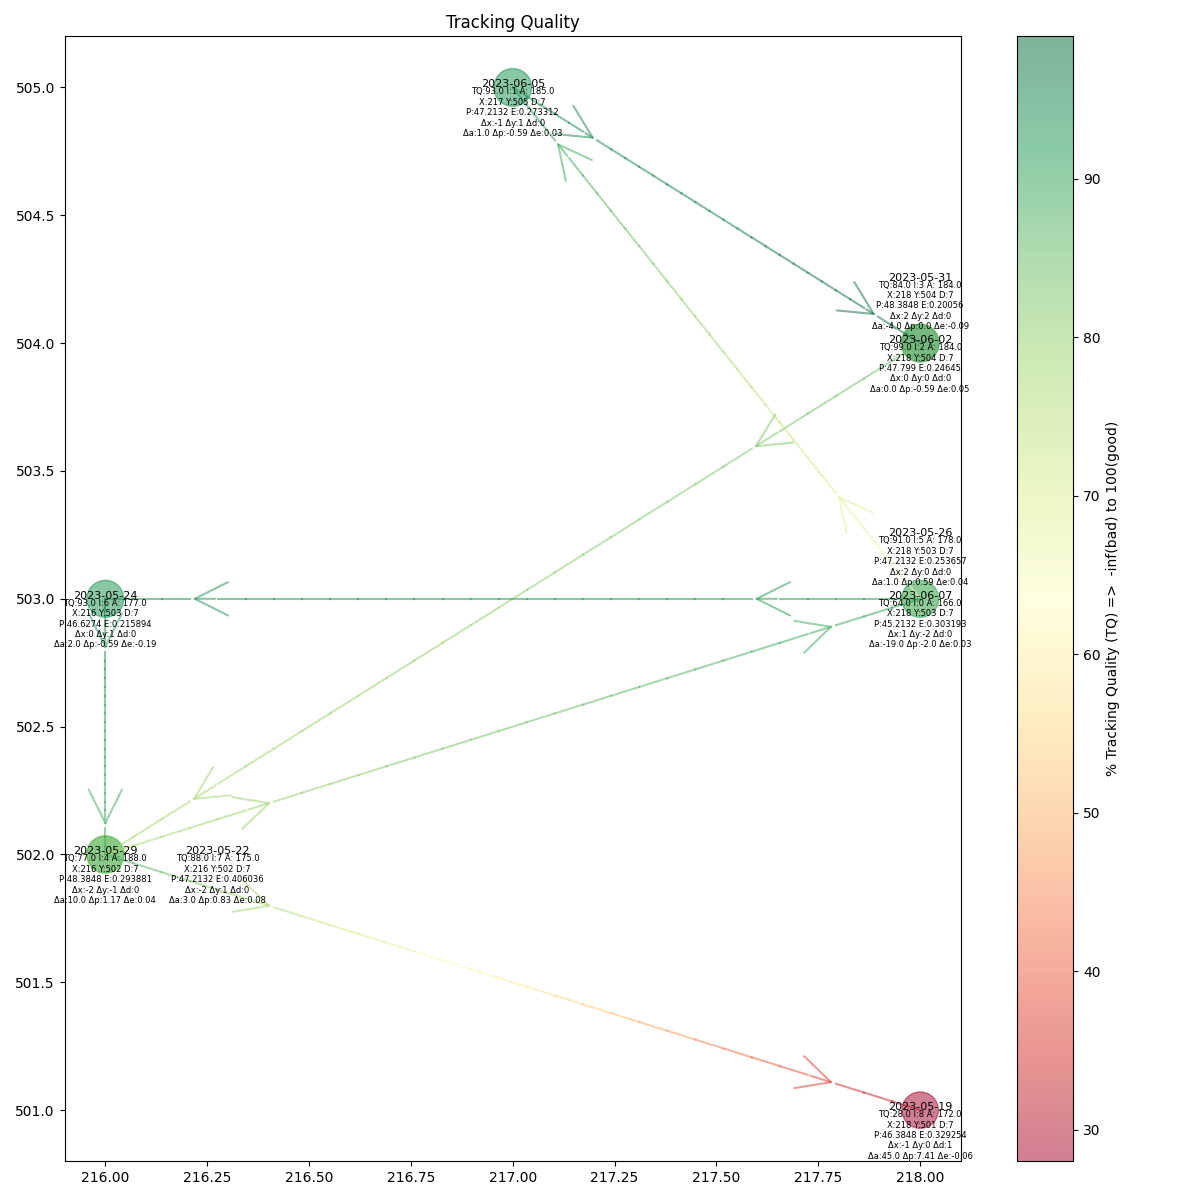 Tracking Quality
505.0
504.5
504.0
503.5
503.0
502.5
502.0
501.5
501.0
2023-06-05
TQ:93.0 I:1 A: 185.0
X:217 Y:505 D:7
P:47.2132 E:0.273312
Δx:-1 Δy:1 Δd:0
Δa:1.0 Δp:-0.59 Δe:0.03
2023-05-31
TQ:84.0 I:3 A: 184.0
X:218 Y:504 D:7
P:48.3848 E:0.20056
Δx:2 Δy:2 Δd:0
Δa:-4.0 Δp:0.0 Δe:-0.09
2023-06-02
TQ:99.0 I:2 A: 184.0
X:218 Y:504 D:7
P:47.799 E:0.24645
Δx:0 Δy:0 Δd:0
Δa:0.0 Δp:-0.59 Δe:0.05
2023-05-26
TQ:91.0 I:5 A: 178.0
X:218 Y:503 D:7
P:47.2132 E:0.253657
Δx:2 Δy:0 Δd:0
Δa:1.0 Δp:0.59 Δe:0.04
2023-05-24
TQ:93.0 I:6 A: 177.0
X:216 Y:503 D:7
P:46.6274 E:0.215894
Δx:0 Δy:1 Δd:0
Δa:2.0 Δp:-0.59 Δe:-0.19
2023-06-07
TQ:64.0 I:0 A: 166.0
X:218 Y:503 D:7
P:45.2132 E:0.303193
Δx:1 Δy:-2 Δd:0
Δa:-19.0 Δp:-2.0 Δe:0.03
2023-05-29
TQ:77.0 I:4 A: 188.0
X:216 Y:502 D:7
P:48.3848 E:0.293881
Δx:-2 Δy:-1 Δd:0
Δa:10.0 Δp:1.17 Δe:0.04
2023-05-22
TQ:88.0 I:7 A: 175.0
X:216 Y:502 D:7
P:47.2132 E:0.406036
Δx:-2 Δy:1 Δd:0
Δa:3.0 Δp:0.83 Δe:0.08
2023-05-19
TQ:28.0 I:8 A: 172.0
X:218 Y:501 D:7
P:46.3848 E:0.329254
Δx:-1 Δy:0 Δd:1
Δa:45.0 Δp:7.41 Δe:-0.06
216.00 216.25 216.50 216.75 217.00 217.25 217.50 217.75 218.00
90
80
70
60
50
40
30
% Tracking Quality (TQ) => -inf(bad) to 100(good)